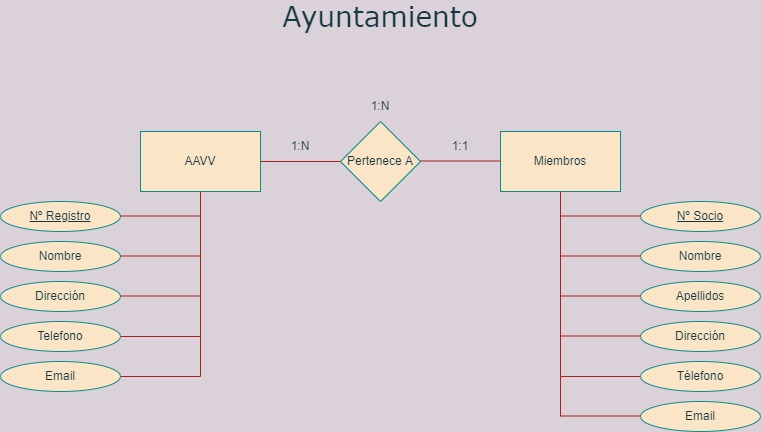 Ayuntamiento
1:N
1:N
1:1
AAVV
Pertenece A
Miembros
Nº Registro
Nombre
Dirección
Telefono
Email
Nº Socio
Nombre
Apellidos
Dirección
Télefono
Email